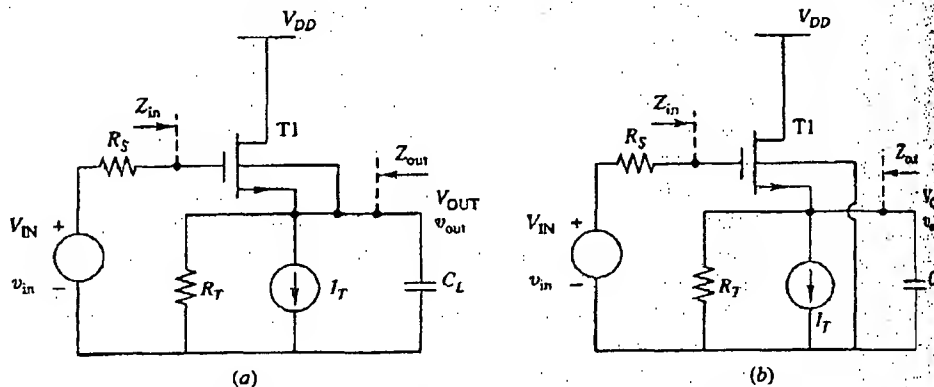 V_DD
Z_in
T1
R_S
Z_out
V_OUT
v_out
V_IN
+
v_in
−
R_T
I_T
C_L
(a)
V_DD
Z_in
T1
R_S
V_IN
+
v_in
−
R_T
I_T
(b)